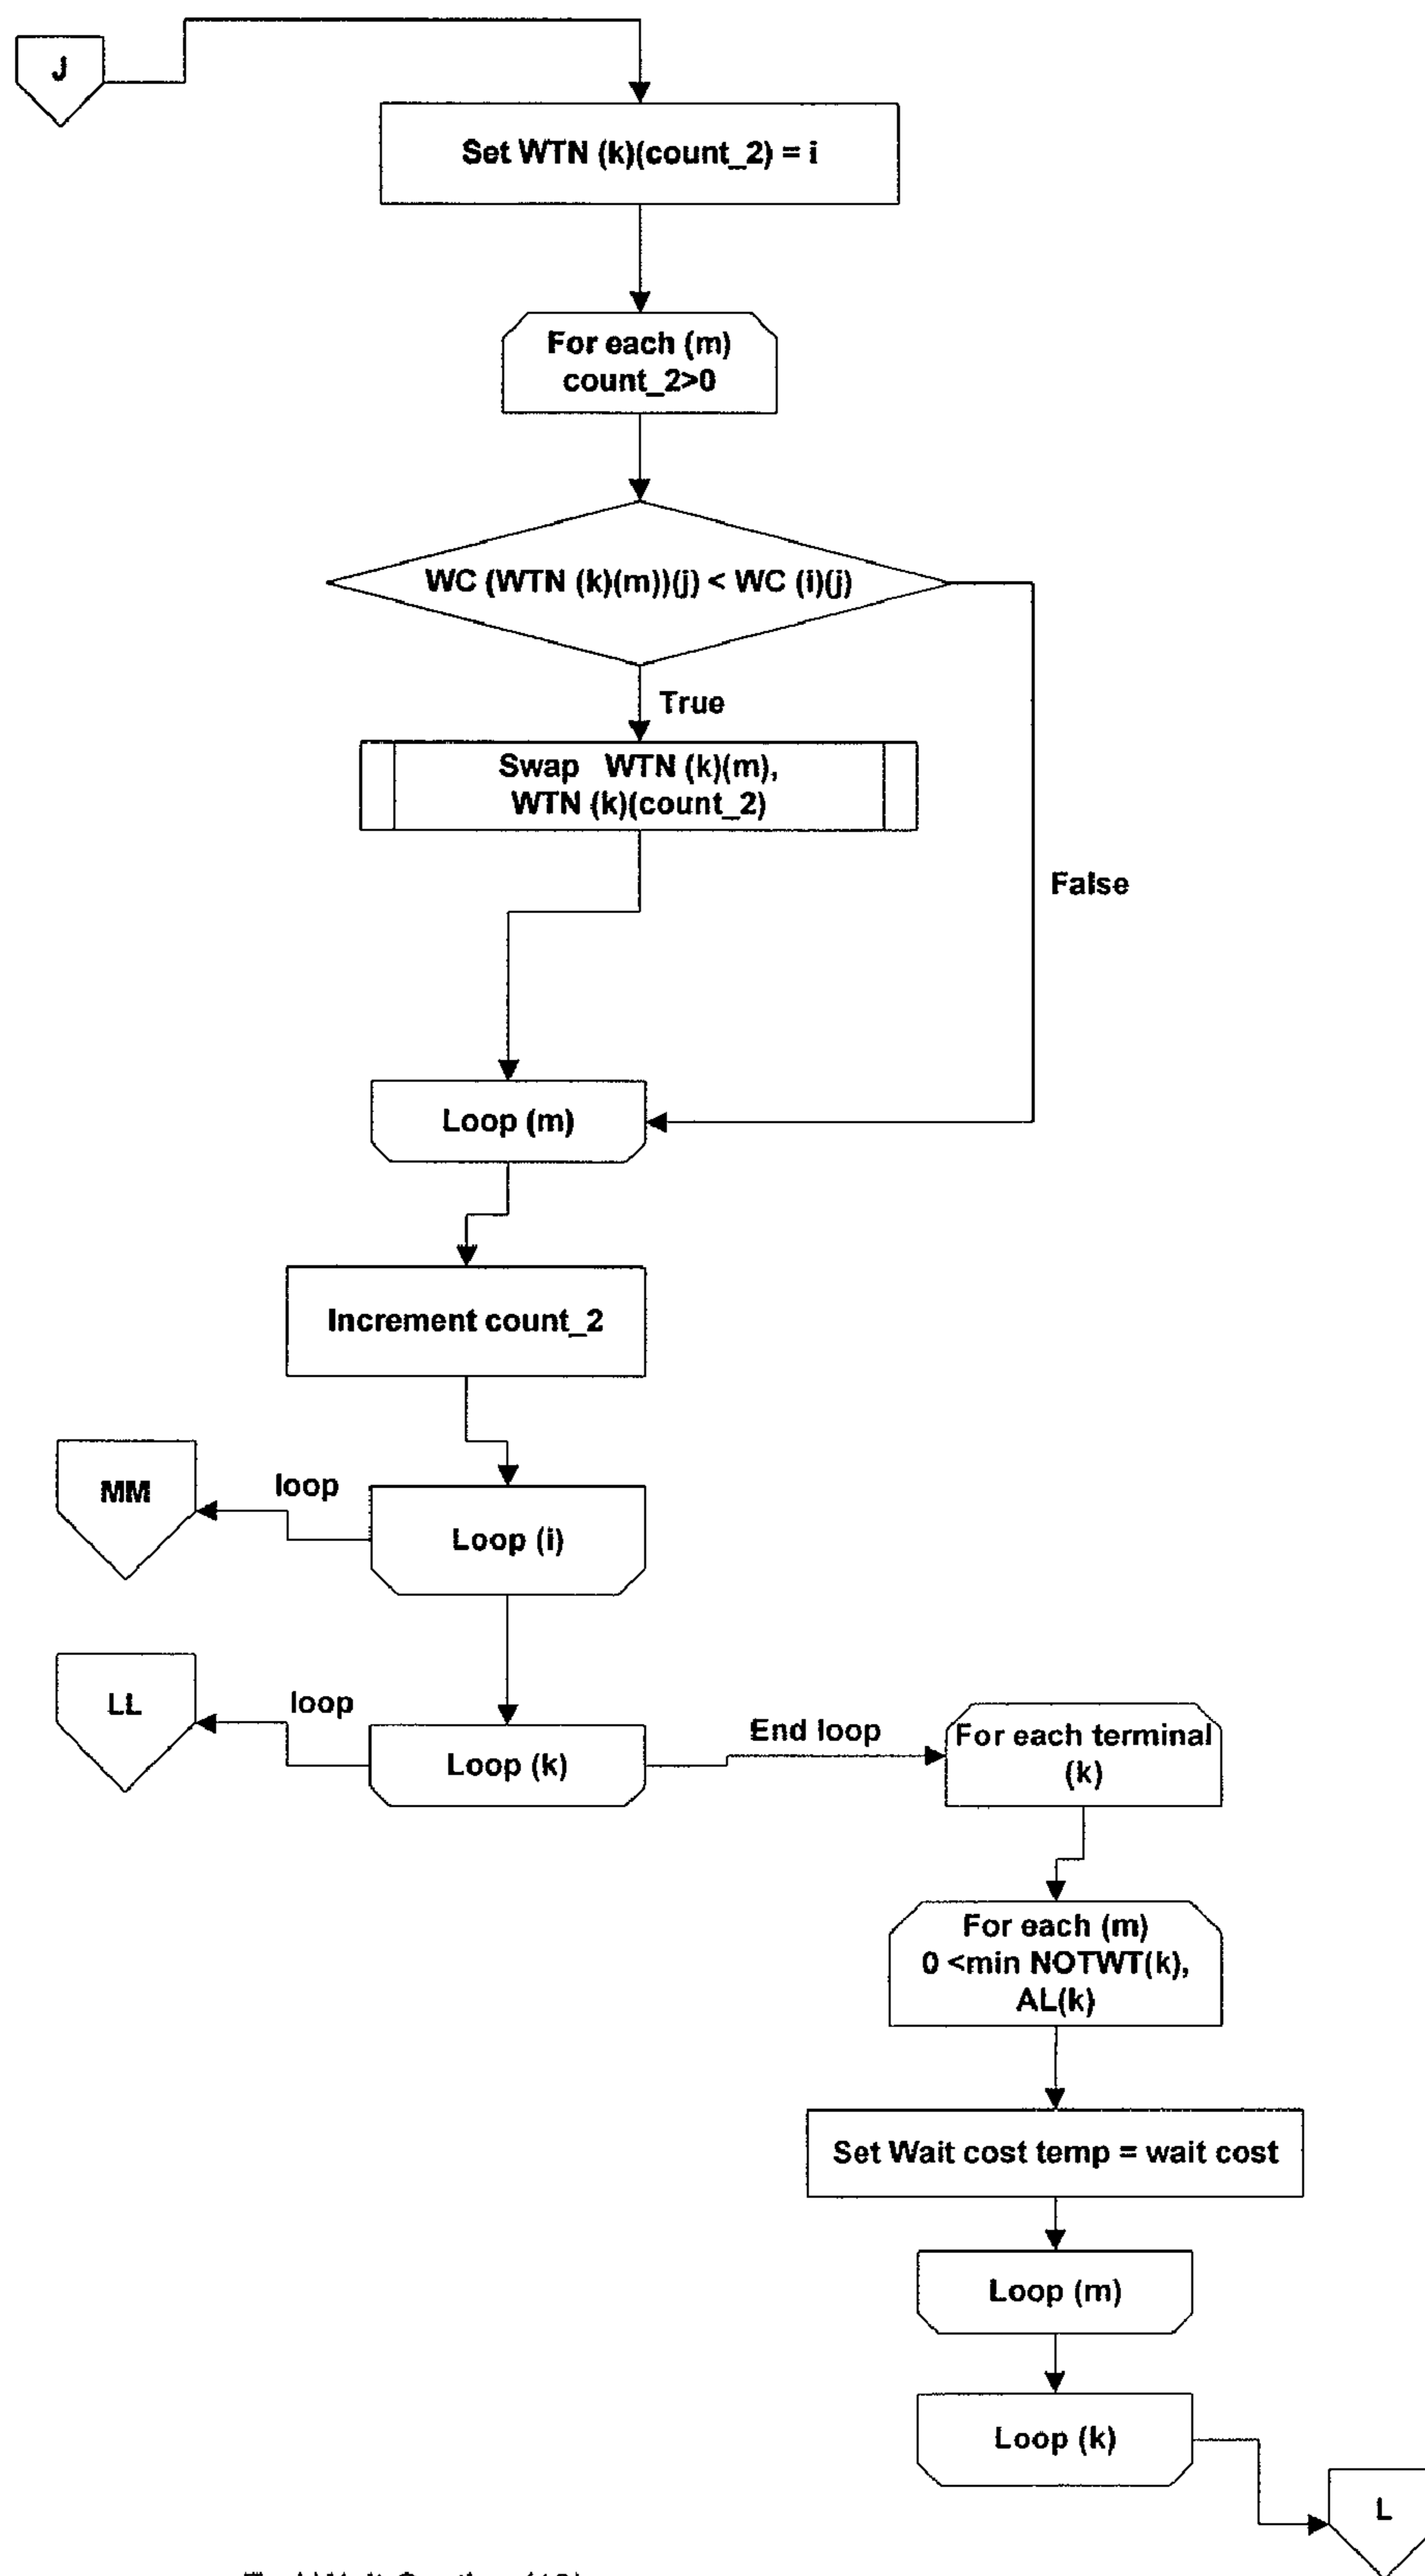 J
Set WTN (k)(count_2) = i
For each (m)
count_2>0
WC (WTN (k)(m))(j) < WC (i)(j)
True
Swap WTN (k)(m),
WTN (k)(count_2)
False
Loop (m)
Increment count_2
MM
loop
Loop (i)
LL
loop
Loop (k)
End loop
For each terminal
(k)
For each (m)
0 <min NOTWT(k),
AL(k)
Set Wait cost temp = wait cost
Loop (m)
Loop (k)
L